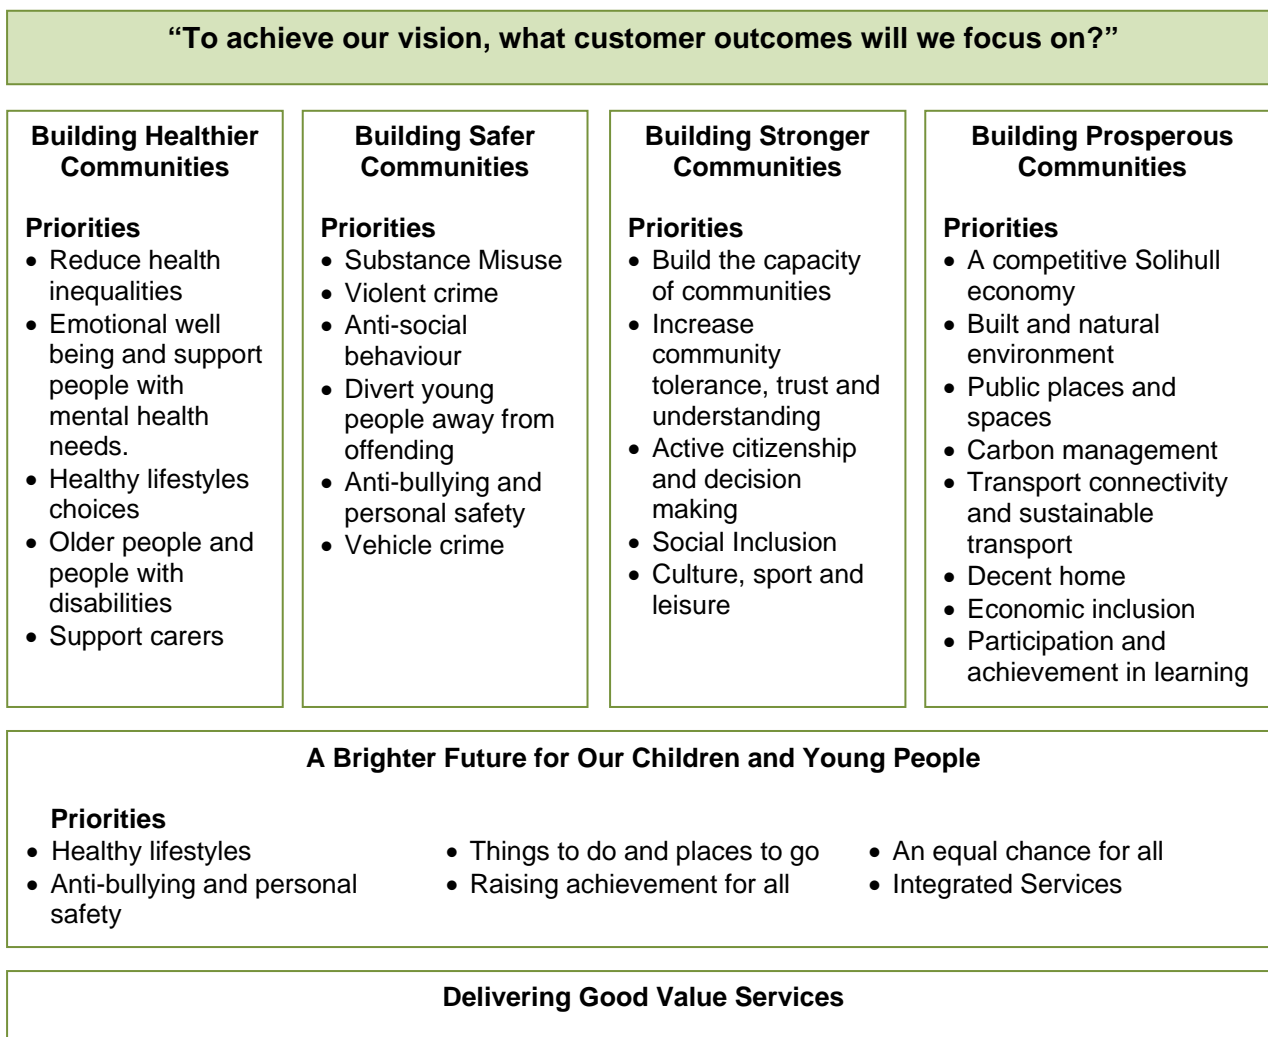 “To achieve our vision, what customer outcomes will we focus on?”
Building Healthier
Communities
Priorities
• Reduce health
inequalities
• Emotional well
being and support
people with
mental health
needs.
• Healthy lifestyles
choices
• Older people and
people with
disabilities
• Support carers
Building Safer
Communities
Priorities
• Substance Misuse
• Violent crime
• Anti-social
behaviour
• Divert young
people away from
offending
• Anti-bullying and
personal safety
• Vehicle crime
Building Stronger
Communities
Priorities
• Build the capacity
of communities
• Increase
community
tolerance, trust and
understanding
• Active citizenship
and decision
making
• Social Inclusion
• Culture, sport and
leisure
Building Prosperous
Communities
Priorities
• A competitive Solihull
economy
• Built and natural
environment
• Public places and
spaces
• Carbon management
• Transport connectivity
and sustainable
transport
• Decent home
• Economic inclusion
• Participation and
achievement in learning
A Brighter Future for Our Children and Young People
Priorities
• Healthy lifestyles
• Anti-bullying and personal
safety
• Things to do and places to go
• Raising achievement for all
• An equal chance for all
• Integrated Services
Delivering Good Value Services